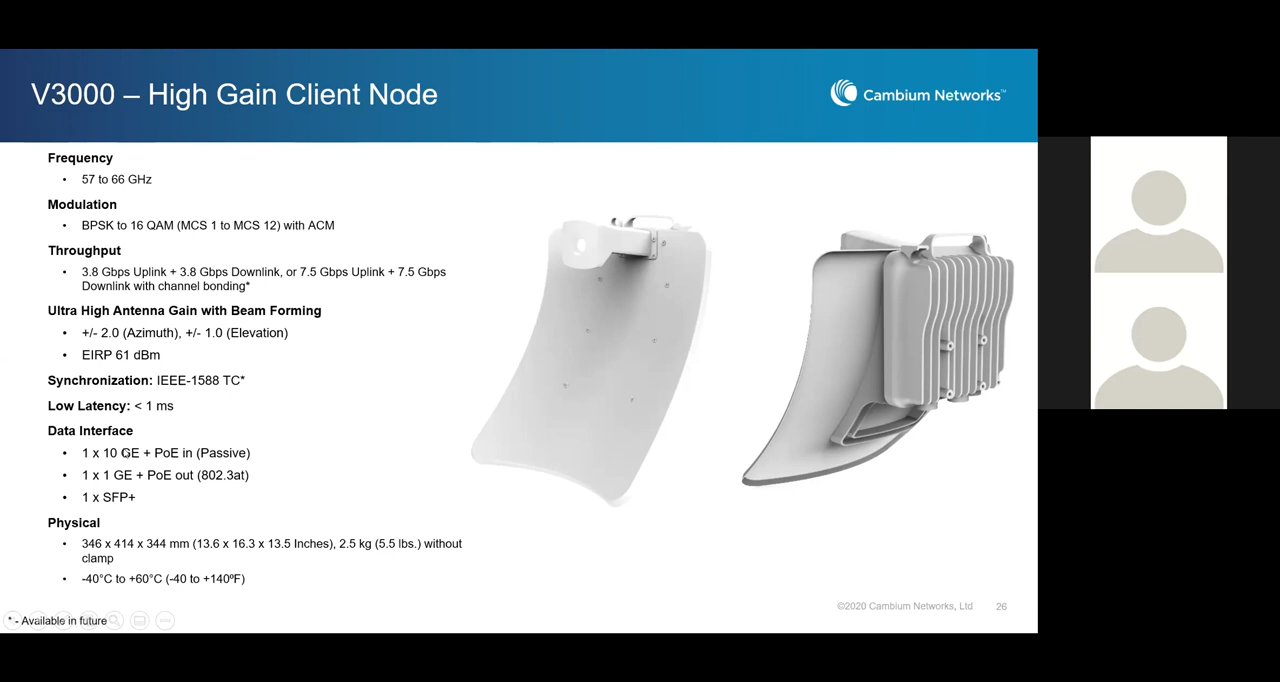 V3000 – High Gain Client Node
Cambium Networks™
Frequency
• 57 to 66 GHz
Modulation
• BPSK to 16 QAM (MCS 1 to MCS 12) with ACM
Throughput
• 3.8 Gbps Uplink + 3.8 Gbps Downlink, or 7.5 Gbps Uplink + 7.5 Gbps
Downlink with channel bonding*
Ultra High Antenna Gain with Beam Forming
• +/- 2.0 (Azimuth), +/- 1.0 (Elevation)
• EIRP 61 dBm
Synchronization: IEEE-1588 TC*
Low Latency: < 1 ms
Data Interface
• 1 x 10 GE + PoE in (Passive)
• 1 x 1 GE + PoE out (802.3at)
• 1 x SFP+
Physical
• 346 x 414 x 344 mm (13.6 x 16.3 x 13.5 Inches), 2.5 kg (5.5 lbs.) without
clamp
• -40°C to +60°C (-40 to +140ºF)
* - Available in future
©2020 Cambium Networks, Ltd 26